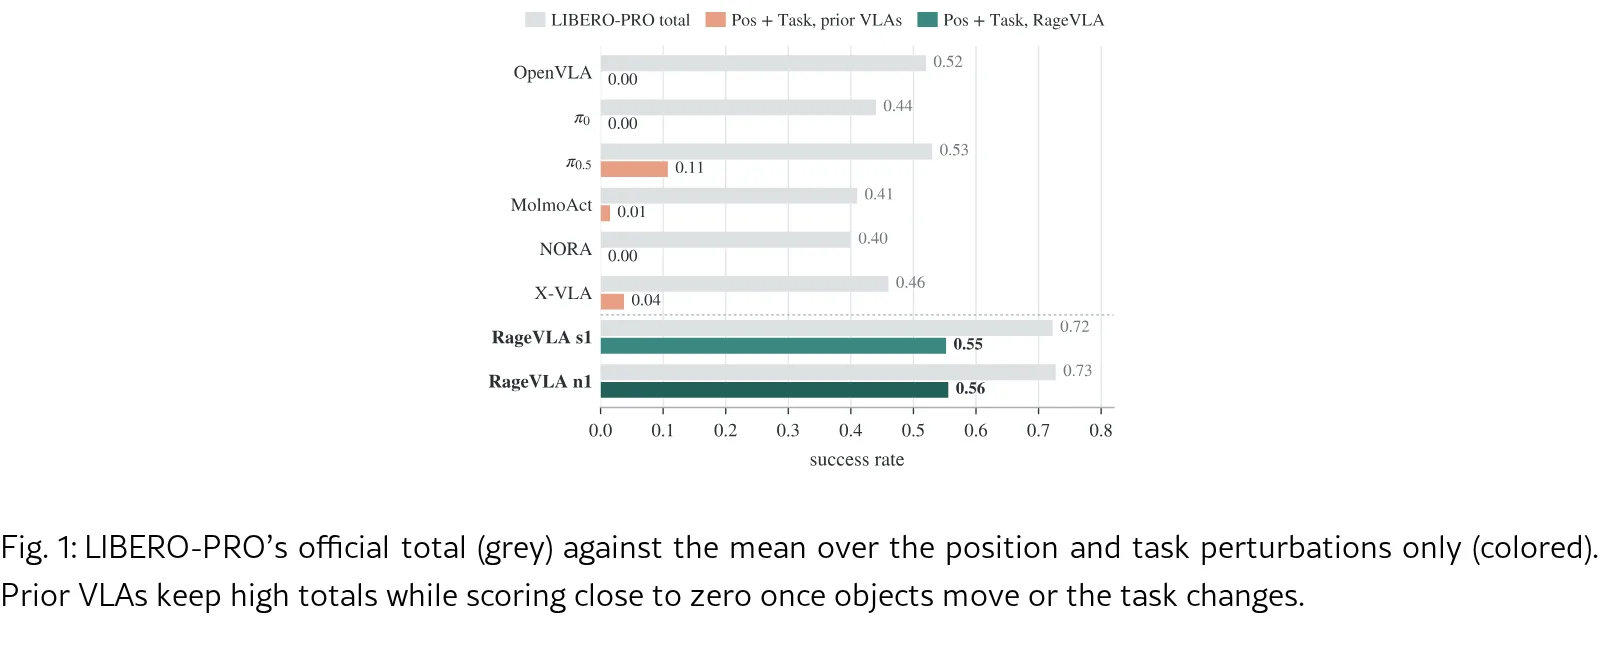 LIBERO-PRO total Pos + Task, prior VLAs Pos + Task, RageVLA
OpenVLA 0.52
0.00
π0 0.44
0.00
π0.5 0.53
0.11
MolmoAct 0.41
0.01
NORA 0.40
0.00
X-VLA 0.46
0.04
RageVLA s1 0.72
0.55
RageVLA n1 0.73
0.56
0.0 0.1 0.2 0.3 0.4 0.5 0.6 0.7 0.8
success rate
Fig. 1: LIBERO-PRO’s official total (grey) against the mean over the position and task perturbations only (colored).
Prior VLAs keep high totals while scoring close to zero once objects move or the task changes.